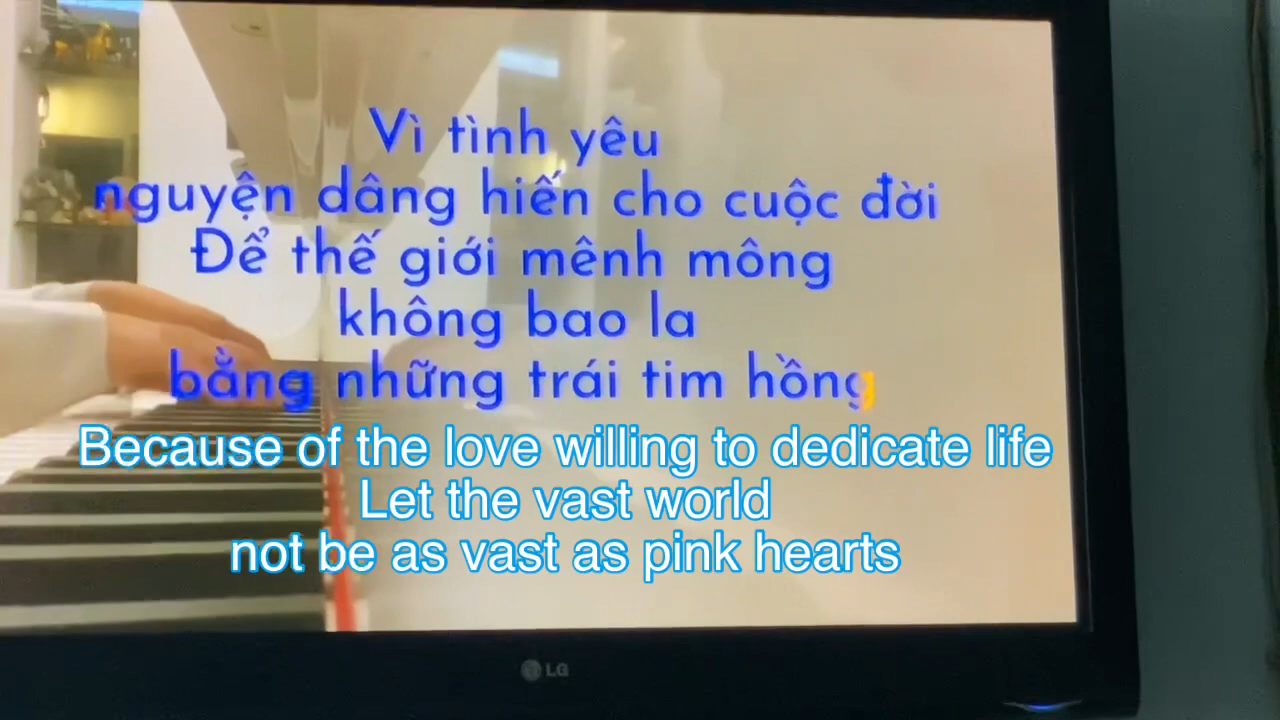 Vì tình yêu
nguyện dâng hiến cho cuộc đời
Để thế giới mênh mông
không bao la
bằng những trái tim hồng
Because of the love willing to dedicate life
Let the vast world
not be as vast as pink hearts
LG